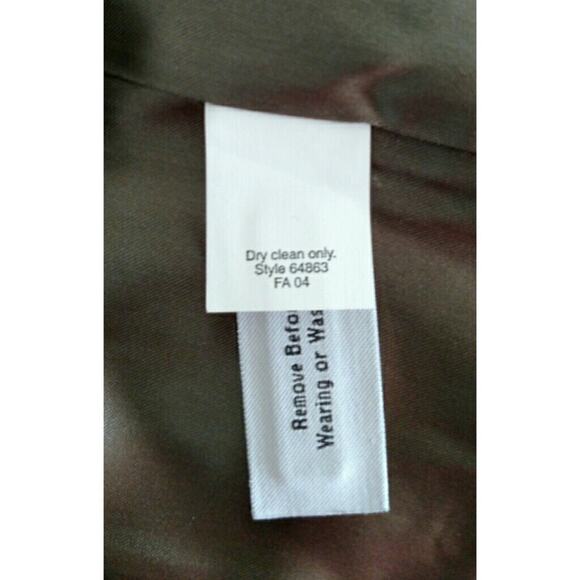 Dry clean only.
Style 64863
FA 04
Remove Befo
Wearing or Was